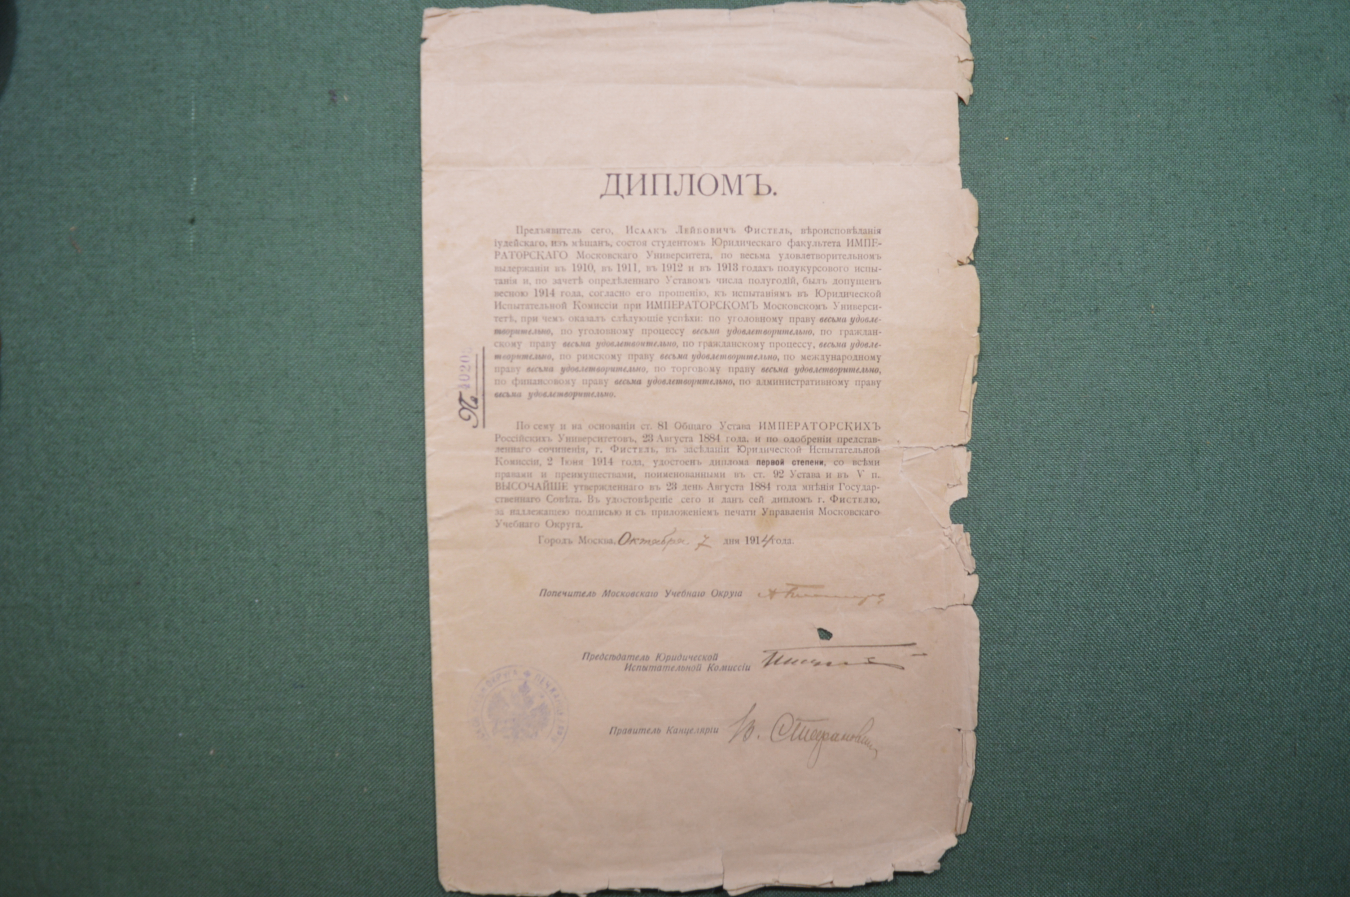 ДИПЛОМЪ.
Предъявитель сего, Исаакъ Лейбовичъ Фистель, вѣроисповѣданія
іудейскаго, изъ мѣщанъ, состоя студентомъ Юридическаго факультета ИМПЕ-
РАТОРСКАГО Московскаго Университета, по весьма удовлетворительномъ
выдержаніи въ 1910, въ 1911, въ 1912 и въ 1913 годахъ полукурсового испы-
танія и, по зачетѣ опредѣленнаго Уставомъ числа полугодій, былъ допущенъ
весною 1914 года, согласно его прошенію, къ испытаніямъ въ Юридической
Испытательной Комиссіи при ИМПЕРАТОРСКОМЪ Московскомъ Универси-
тетѣ, при чемъ оказалъ слѣдующіе успѣхи: по уголовному праву весьма удовле-
творительно, по уголовному процессу весьма удовлетворительно, по граждан-
скому праву весьма удовлетворительно, по гражданскому процессу, весьма удовле-
творительно, по римскому праву весьма удовлетворительно, по международному
праву весьма удовлетворительно, по торговому праву весьма удовлетворительно,
по финансовому праву весьма удовлетворительно, по административному праву
весьма удовлетворительно.
№
По сему и на основаніи ст. 81 Общаго Устава ИМПЕРАТОРСКИХЪ
Россійскихъ Университетовъ, 23 Августа 1884 года, и по одобреніи представ-
леннаго сочиненія, г. Фистель, въ засѣданіи Юридической Испытательной
Комиссіи, 2 Іюня 1914 года, удостоенъ диплома первой степени, со всѣми
правами и преимуществами, поименованными въ ст. 92 Устава и въ V п.
ВЫСОЧАЙШЕ утвержденнаго въ 23 день Августа 1884 года мнѣнія Государ-
ственнаго Совѣта. Въ удостовѣреніе сего и данъ сей дипломъ г. Фистелю,
за надлежащею подписью и съ приложеніемъ печати Управленія Московскаго
Учебнаго Округа.
Городъ Москва. Октября 7 дня 1914 года.
Попечитель Московскаго Учебнаго Округа
Предсѣдатель Юридической
Испытательной Комиссіи
Правитель Канцеляріи